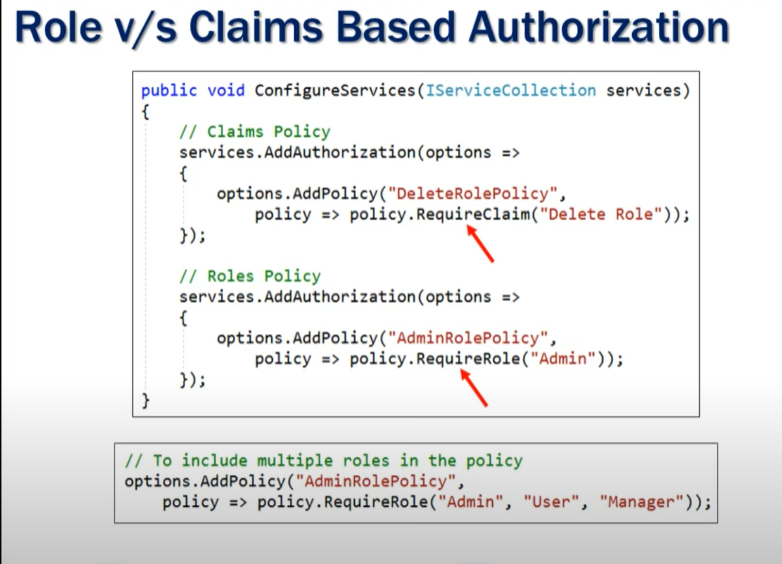 Role v/s Claims Based Authorization
public void ConfigureServices(IServiceCollection services)
{
// Claims Policy
services.AddAuthorization(options =>
{
options.AddPolicy("DeleteRolePolicy",
policy => policy.RequireClaim("Delete Role"));
});
// Roles Policy
services.AddAuthorization(options =>
{
options.AddPolicy("AdminRolePolicy",
policy => policy.RequireRole("Admin"));
});
}
// To include multiple roles in the policy
options.AddPolicy("AdminRolePolicy",
policy => policy.RequireRole("Admin", "User", "Manager"));